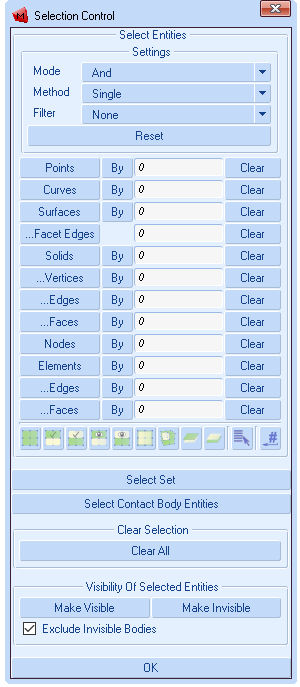 Selection Control
Select Entities
Settings
Mode And
Method Single
Filter None
Reset
Points By 0 Clear
Curves By 0 Clear
Surfaces By 0 Clear
...Facet Edges 0 Clear
Solids By 0 Clear
...Vertices By 0 Clear
...Edges By 0 Clear
...Faces By 0 Clear
Nodes By 0 Clear
Elements By 0 Clear
...Edges By 0 Clear
...Faces By 0 Clear
#
Select Set
Select Contact Body Entities
Clear Selection
Clear All
Visibility Of Selected Entities
Make Visible Make Invisible
Exclude Invisible Bodies
OK